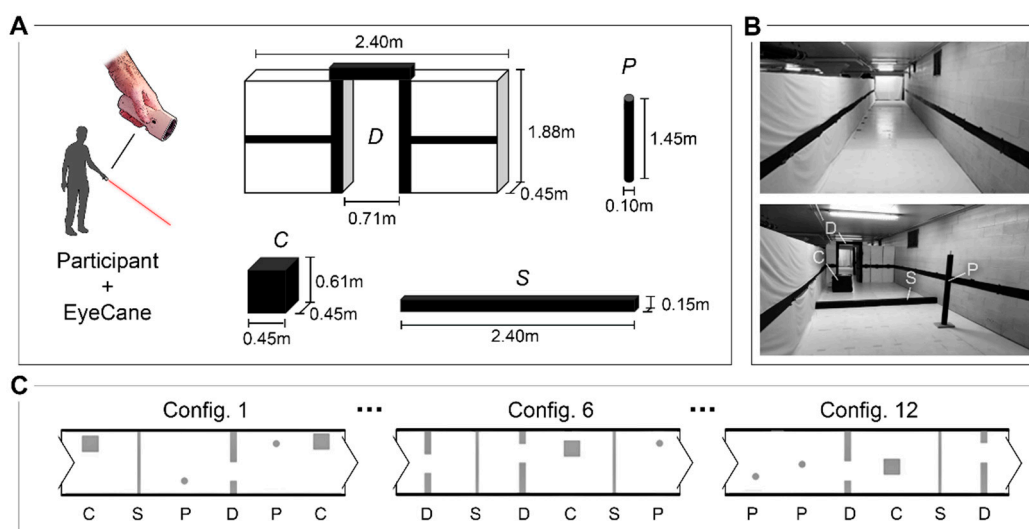 A
2.40m
D
1.88m
0.45m
0.71m
P
1.45m
0.10m
Participant
+
EyeCane
C
0.61m
0.45m
0.45m
S
0.15m
2.40m
B
D
C
S
P
C
Config. 1 ... Config. 6 ... Config. 12
C S P D P C D S D C S P P P D C S D